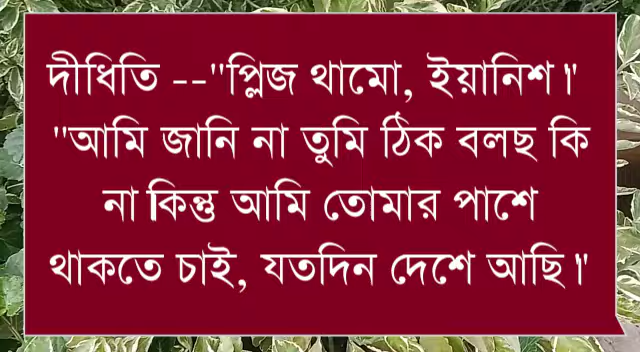 দীধিতি --"প্লিজ থামো, ইয়ানিশ।"
"আমি জানি না তুমি ঠিক বলছ কি
না কিন্তু আমি তোমার পাশে
থাকতে চাই, যতদিন দেশে আছি।"